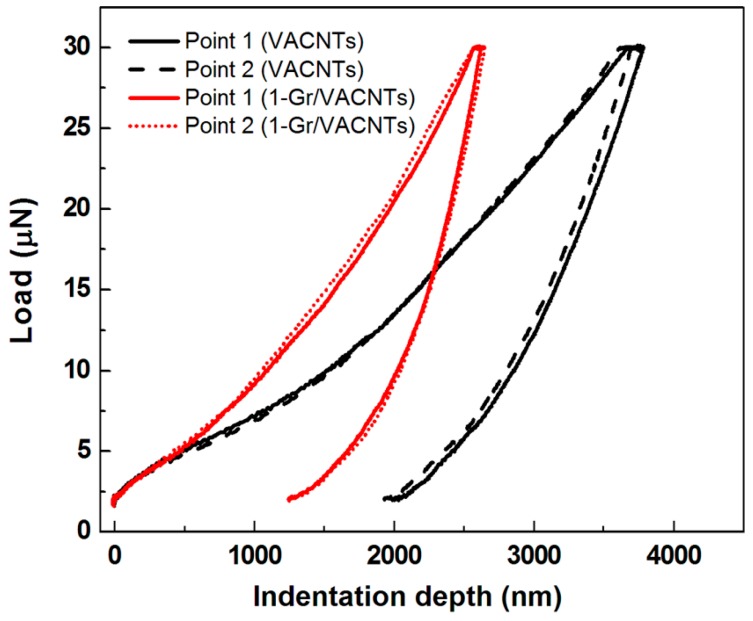 Point 1 (VACNTs)
Point 2 (VACNTs)
Point 1 (1-Gr/VACNTs)
Point 2 (1-Gr/VACNTs)
Load (μN)
30
25
20
15
10
5
0
0 1000 2000 3000 4000
Indentation depth (nm)